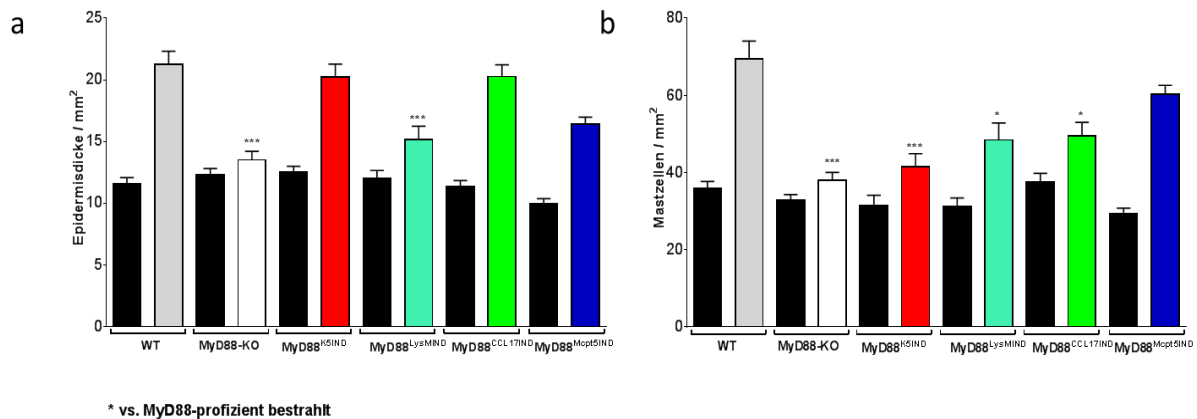 a
25
20
15
10
5
0
Epidermisdicke / mm²
***
***
WT
MyD88-KO
MyD88K5IND
MyD88LysMIND
MyD88CCL17IND
MyD88Mcpt5IND
b
80
60
40
20
0
Mastzellen / mm²
***
***
*
*
WT
MyD88-KO
MyD88K5IND
MyD88LysMIND
MyD88CCL17IND
MyD88Mcpt5IND
* vs. MyD88-profizient bestrahlt